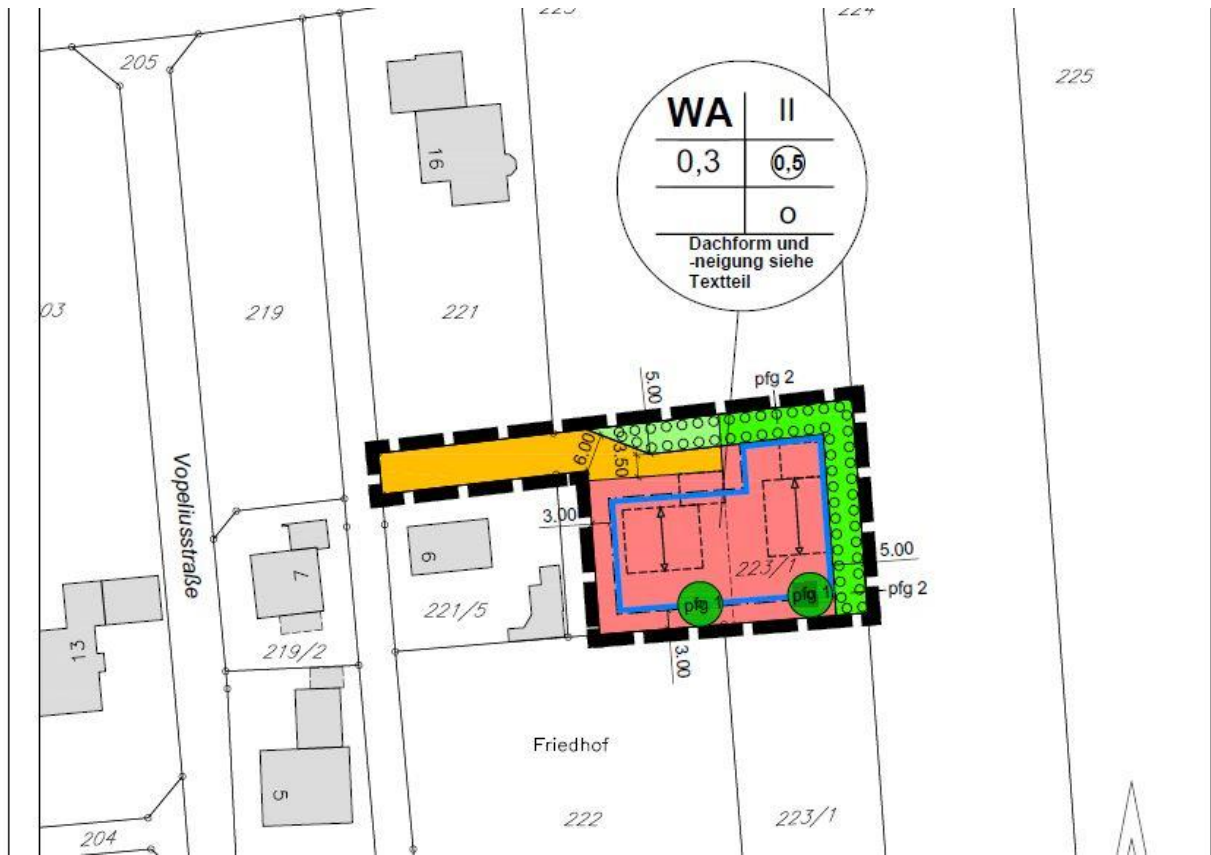 223
224
205
225
WA II
0,3 0,5
o
Dachform und
-neigung siehe
Textteil
16
03
219
221
5.00
pfg 2
6.00
3.50
Vopeliusstraße
3.00
7
6
223/1
5.00
221/5
pfg 1
pfg 1
pfg 2
13
219/2
3.00
Friedhof
5
222
223/1
204